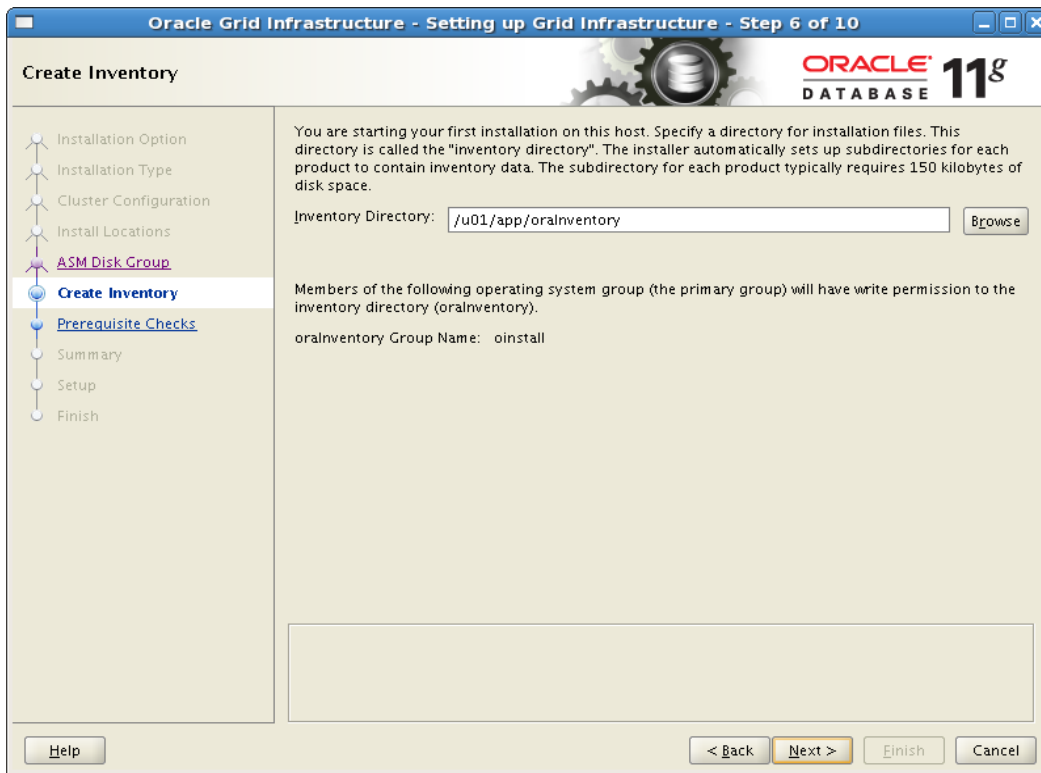 Oracle Grid Infrastructure - Setting up Grid Infrastructure - Step 6 of 10
Create Inventory
ORACLE
DATABASE
11g
Installation Option
Installation Type
Cluster Configuration
Install Locations
ASM Disk Group
Create Inventory
Prerequisite Checks
Summary
Setup
Finish
You are starting your first installation on this host. Specify a directory for installation files. This
directory is called the "inventory directory". The installer automatically sets up subdirectories for each
product to contain inventory data. The subdirectory for each product typically requires 150 kilobytes of
disk space.
Inventory Directory: /u01/app/oraInventory Browse
Members of the following operating system group (the primary group) will have write permission to the
inventory directory (oraInventory).
oraInventory Group Name: oinstall
Help < Back Next > Finish Cancel